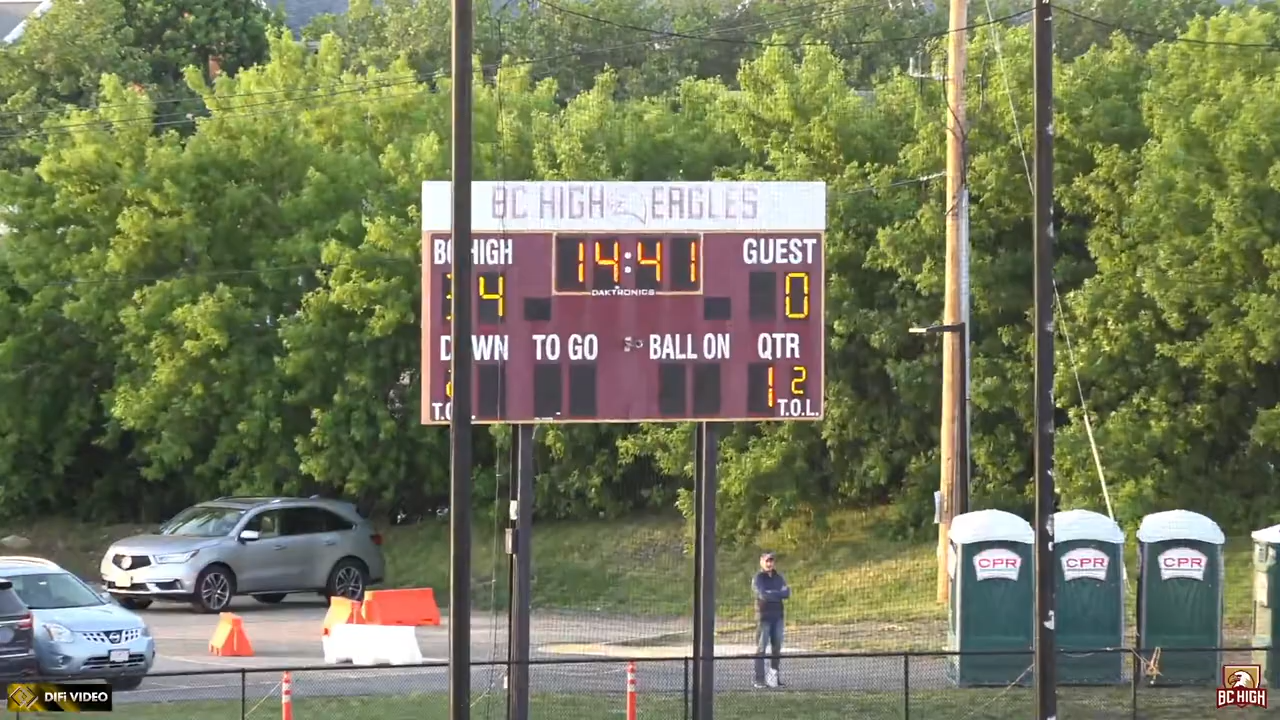 BC HIGH EAGLES
BC HIGH 14:41 GUEST
4 DAKTRONICS 0
TO GO BALL ON QTR
1 2
T.O.L.
CPR CPR CPR
DiFi VIDEO
BC HIGH